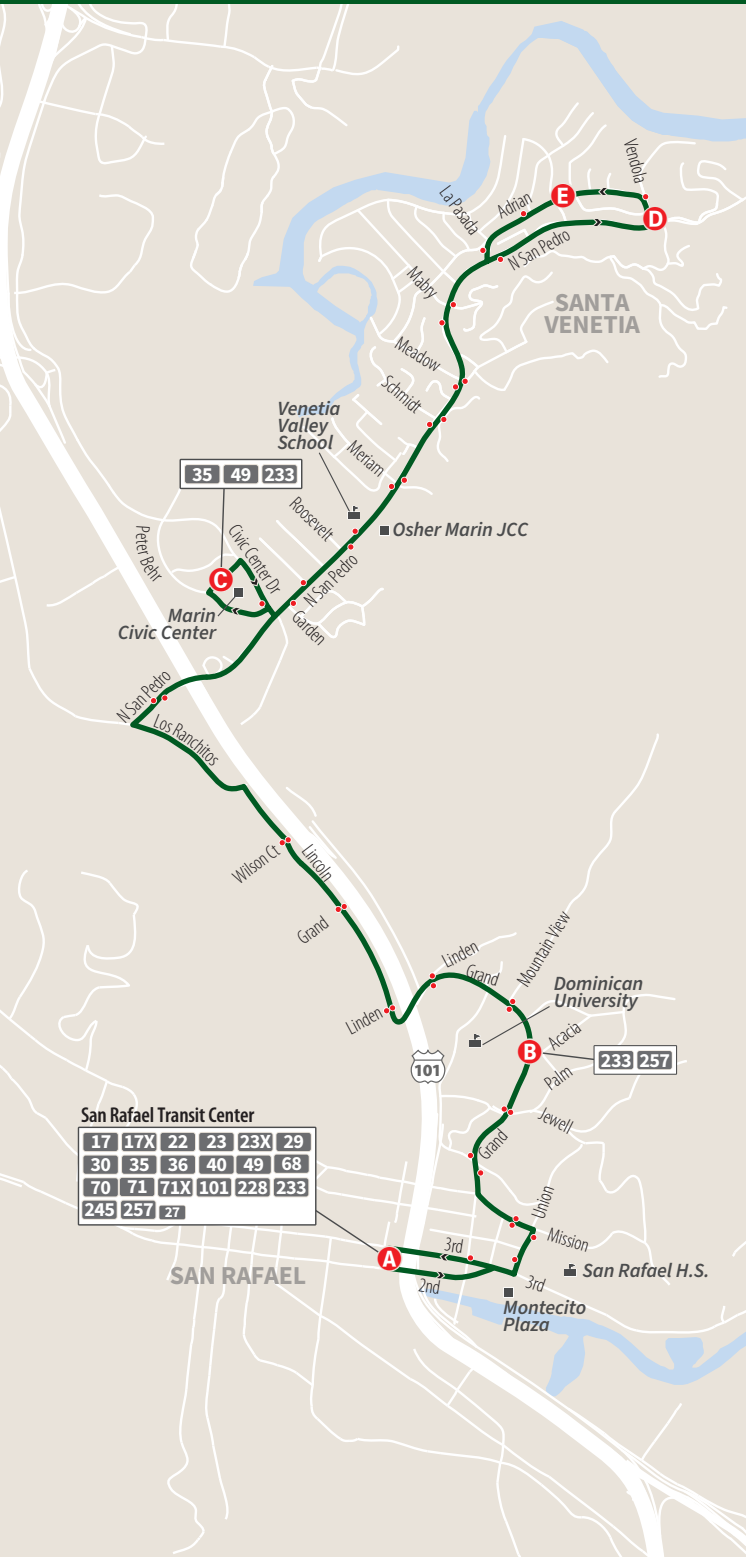 Vendola
E
D
La Pasada
Adrian
N San Pedro
Mabry
SANTA
VENETIA
Meadow
Schmidt
Venetia
Valley
School
Meriam
35 49 233
Roosevelt
Osher Marin JCC
Peter Behr
Civic Center Dr
C
N San Pedro
Garden
Marin
Civic Center
N San Pedro
Los Ranchitos
Wilson Ct
Lincoln
Grand
Linden
Linden
Grand
Mountain View
Dominican
University
Acacia
B
233 257
101
Palm
Jewell
Grand
San Rafael Transit Center
17 17X 22 23 23X 29
30 35 36 40 49 68
70 71 71X 101 228 233
245 257 27
Union
Mission
A
3rd
2nd
3rd
San Rafael H.S.
SAN RAFAEL
Montecito
Plaza